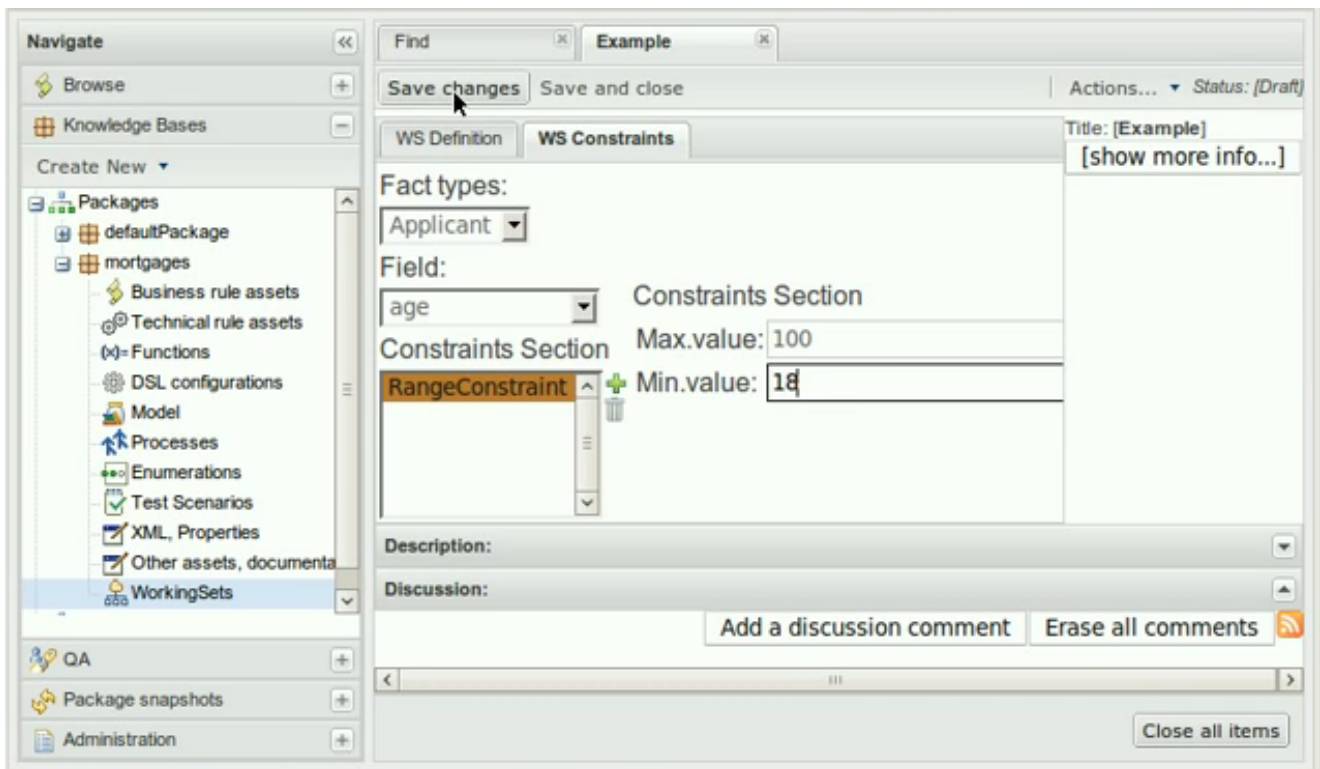 Navigate
Browse
Knowledge Bases
Create New
Packages
defaultPackage
mortgages
Business rule assets
Technical rule assets
(x)= Functions
DSL configurations
Model
Processes
Enumerations
Test Scenarios
XML, Properties
Other assets, documenta
WorkingSets
QA
Package snapshots
Administration
Find
Example
Save changes
Save and close
Actions...
Status: [Draft]
WS Definition
WS Constraints
Title: [Example]
[show more info...]
Fact types:
Applicant
Field:
age
Constraints Section
RangeConstraint
Constraints Section
Max.value: 100
Min.value: 18
Description:
Discussion:
Add a discussion comment
Erase all comments
Close all items